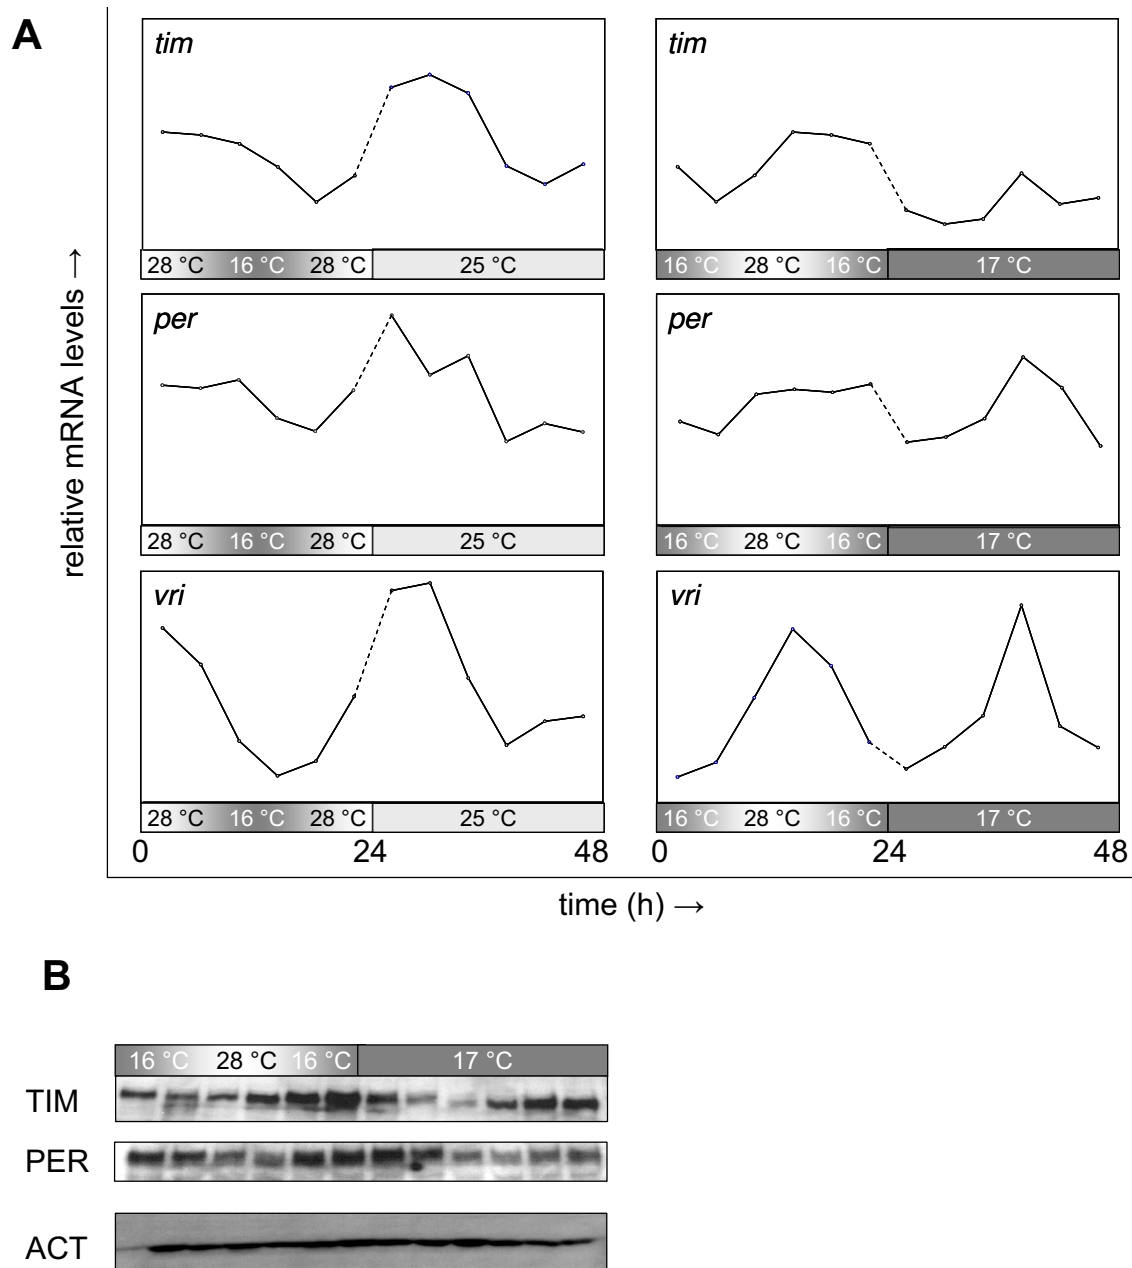 A
tim
28 °C 16 °C 28 °C 25 °C
tim
16 °C 28 °C 16 °C 17 °C
per
28 °C 16 °C 28 °C 25 °C
per
16 °C 28 °C 16 °C 17 °C
vri
28 °C 16 °C 28 °C 25 °C
vri
16 °C 28 °C 16 °C 17 °C
relative mRNA levels →
0 24 48
0 24 48
time (h) →
B
16 °C 28 °C 16 °C 17 °C
TIM
PER
ACT